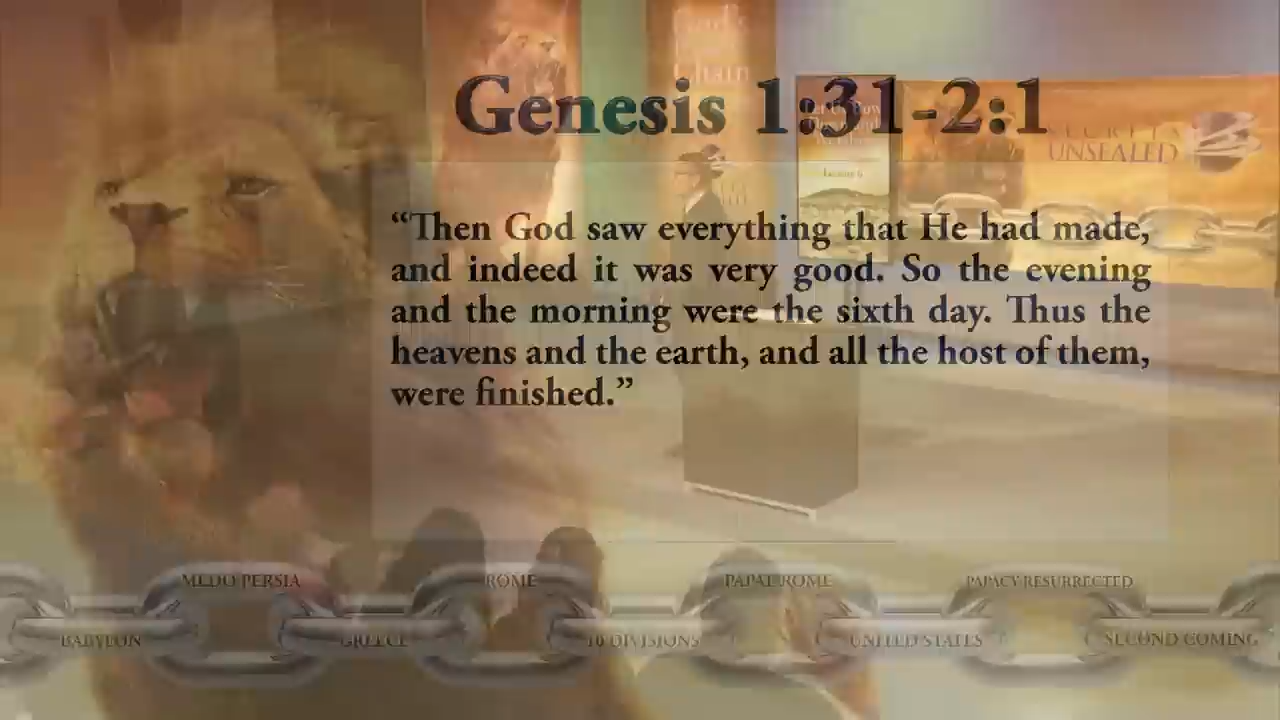 Genesis 1:31-2:1
SECRETS
UNSEALED
“Then God saw everything that He had made,
and indeed it was very good. So the evening
and the morning were the sixth day. Thus the
heavens and the earth, and all the host of them,
were finished.”
MEDO PERSIA
ROME
PAPAL ROME
PAPACY RESURRECTED
BABYLON
GREECE
10 DIVISIONS
UNITED STATES
SECOND COMING